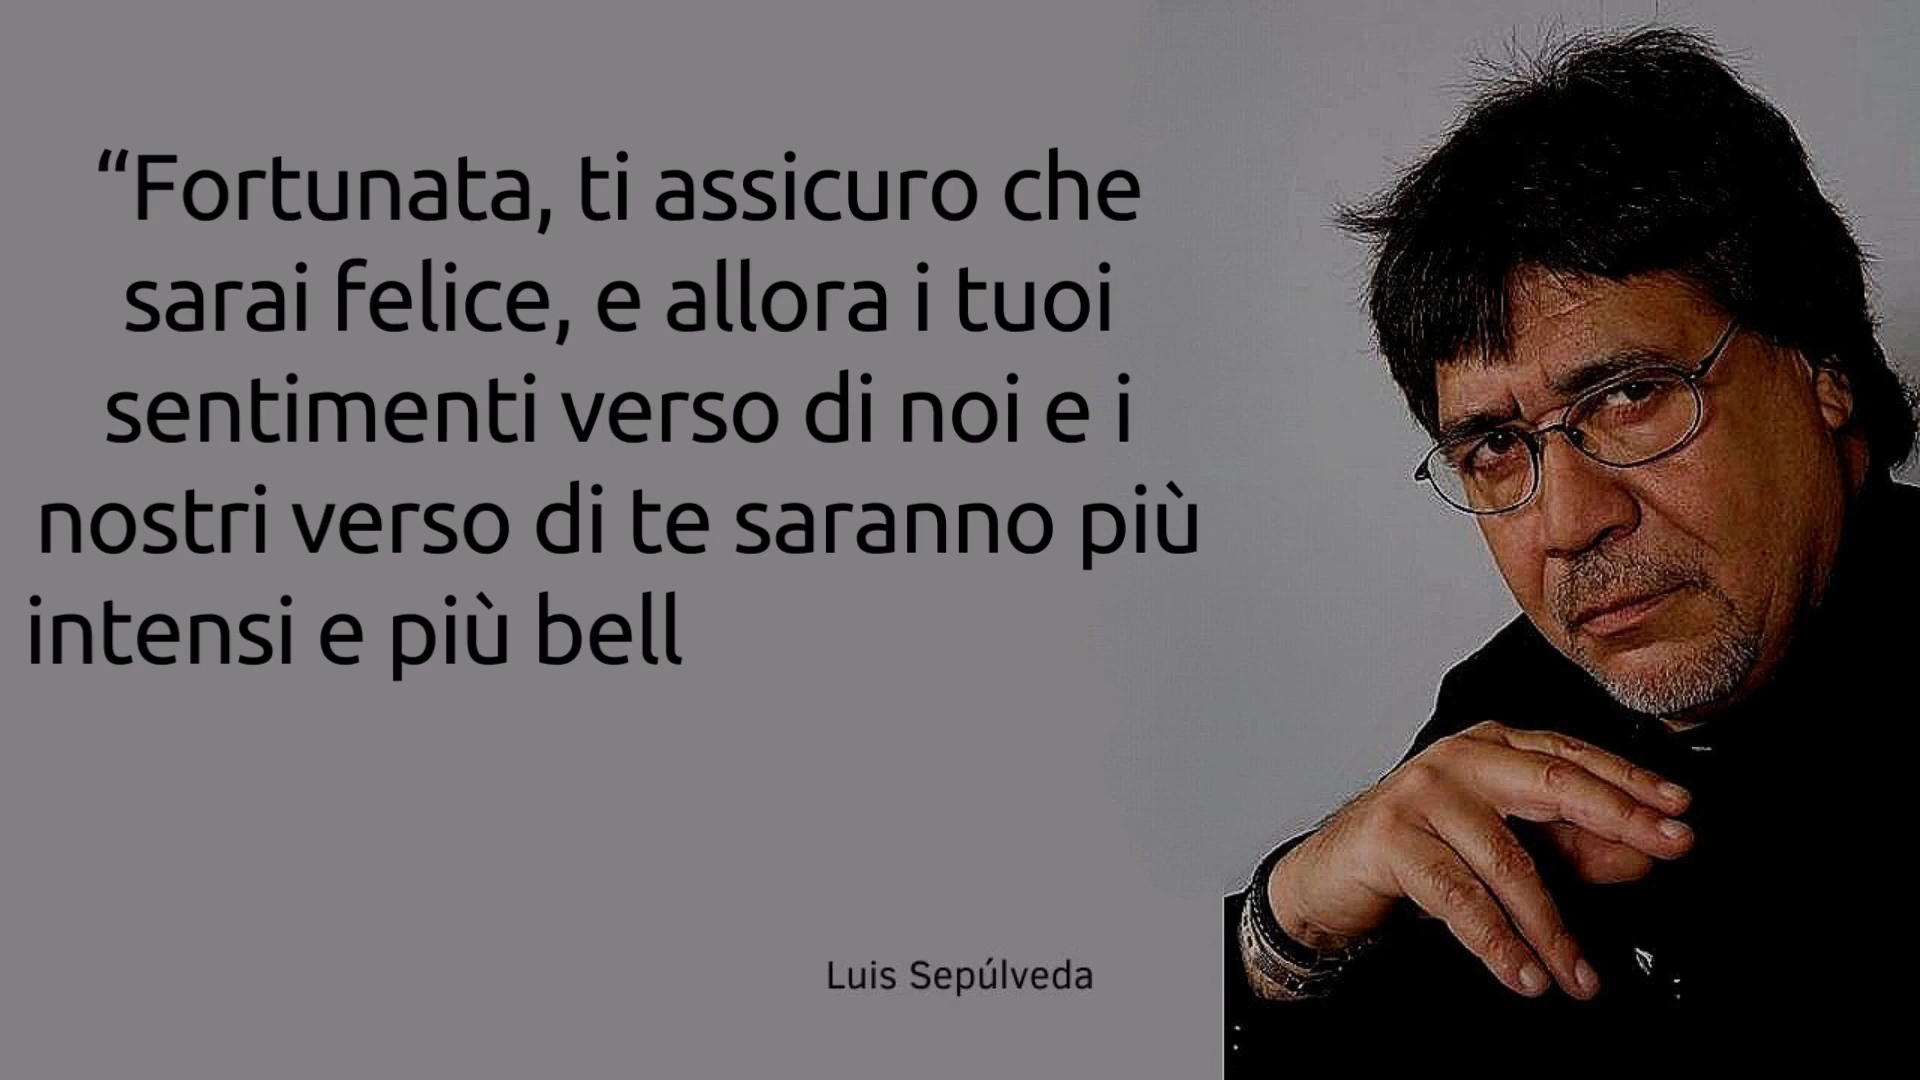 “Fortunata, ti assicuro che
sarai felice, e allora i tuoi
sentimenti verso di noi e i
nostri verso di te saranno più
intensi e più bell
Luis Sepúlveda